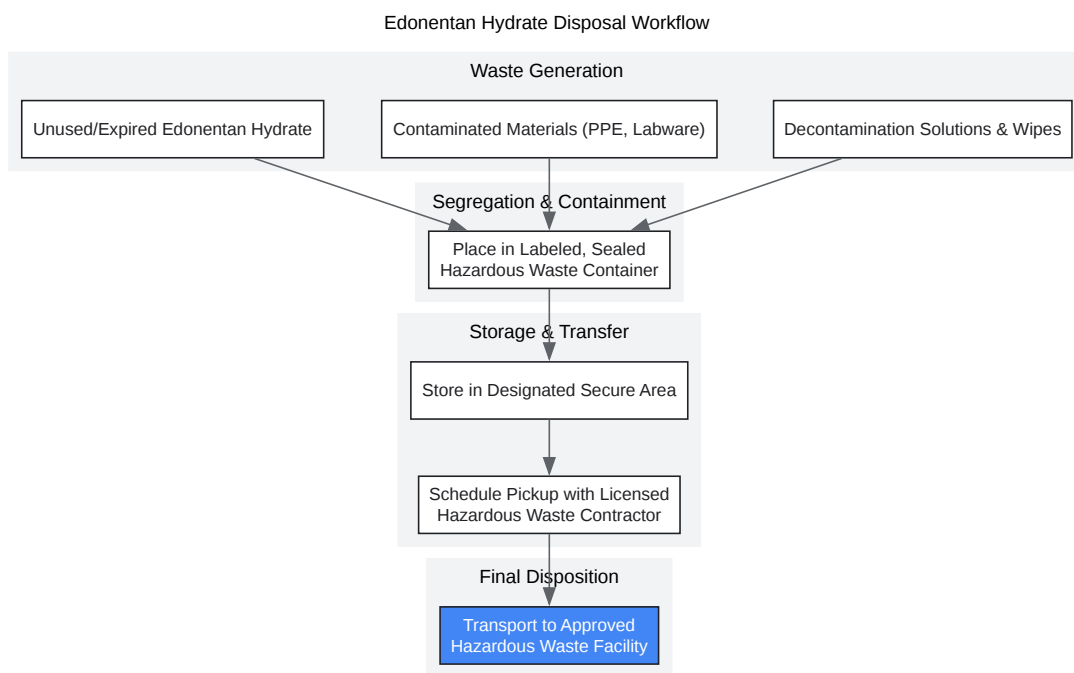 Edonentan Hydrate Disposal Workflow
Waste Generation
Unused/Expired Edonentan Hydrate
Contaminated Materials (PPE, Labware)
Decontamination Solutions & Wipes
Segregation & Containment
Place in Labeled, Sealed
Hazardous Waste Container
Storage & Transfer
Store in Designated Secure Area
Schedule Pickup with Licensed
Hazardous Waste Contractor
Final Disposition
Transport to Approved
Hazardous Waste Facility